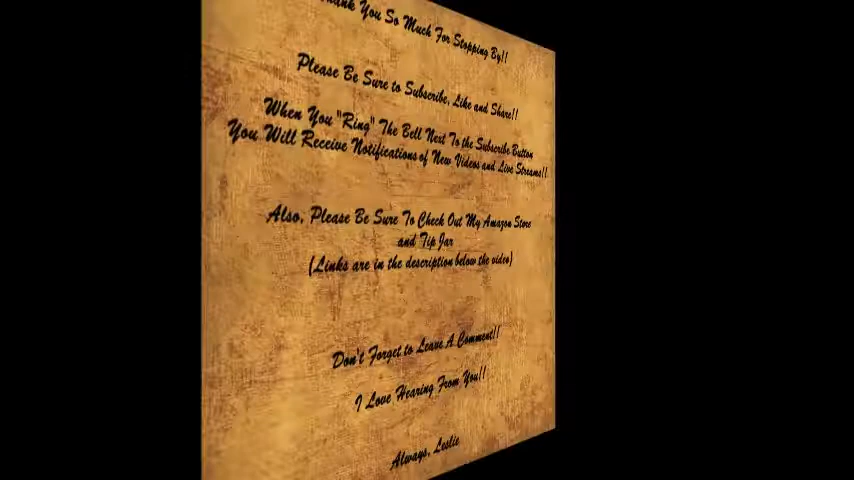 Thank You So Much For Stopping By!!
Please Be Sure to Subscribe, Like and Share!!
When You "Ring" The Bell Next To the Subscribe Button
You Will Receive Notifications of New Videos and Live Streams!!
Also, Please Be Sure To Check Out My Amazon Store
and Tip Jar
(Links are in the description below the video)
Don't Forget to Leave A Comment!!
I Love Hearing From You!!
Always, Leslie